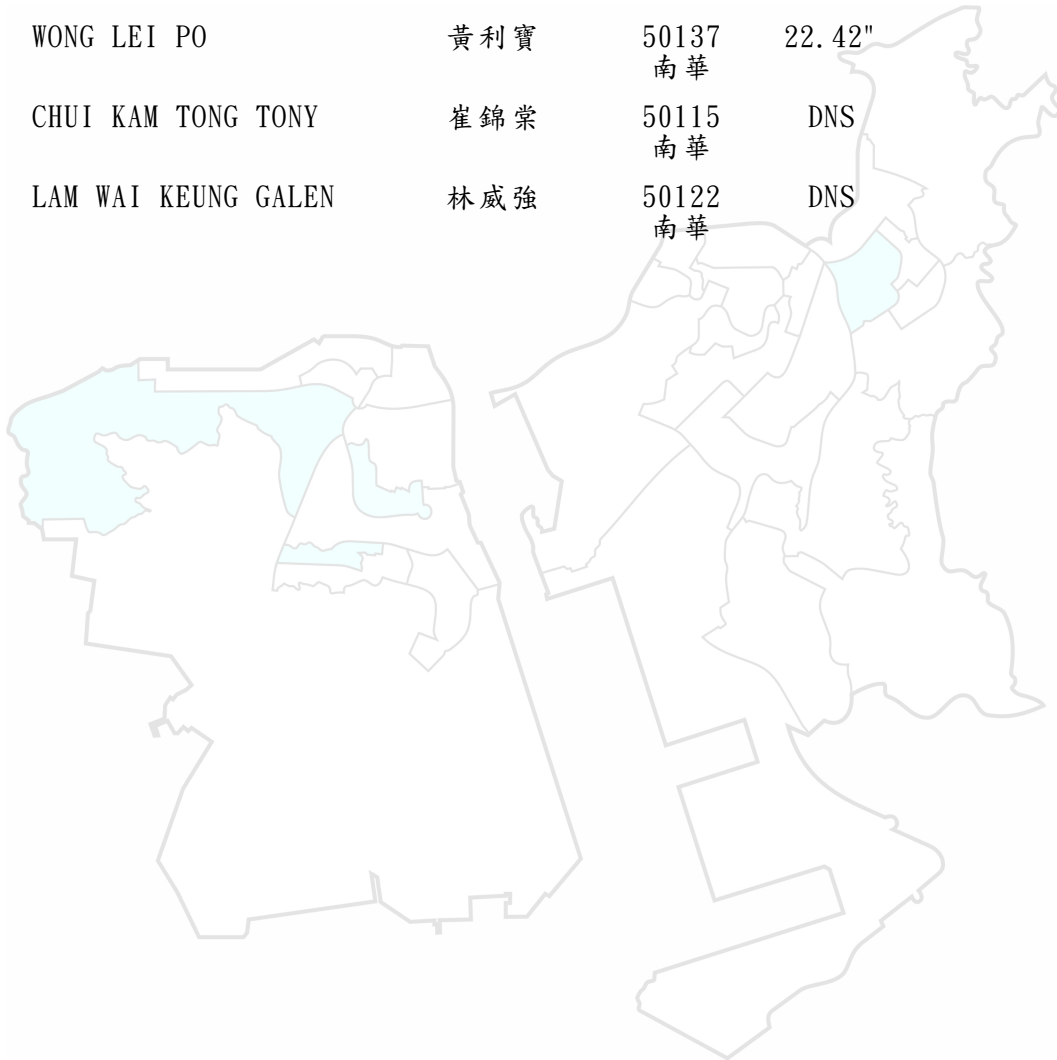 WONG LEI PO 黃利寶 50137 22.42"
南華
CHUI KAM TONG TONY 崔錦棠 50115 DNS
南華
LAM WAI KEUNG GALEN 林威強 50122 DNS
南華